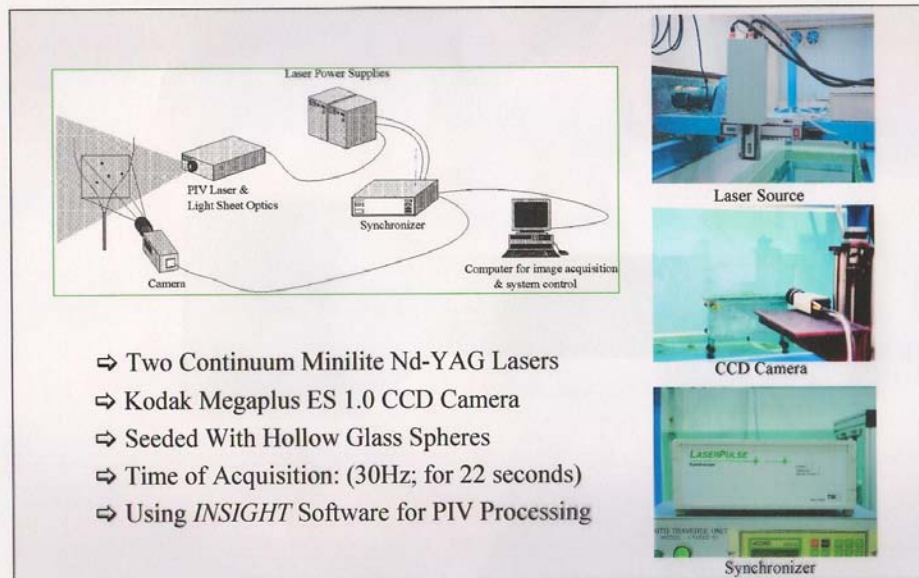 Laser Power Supplies
PIV Laser &
Light Sheet Optics
Synchronizer
Camera
Computer for image acquisition
& system control
⇨ Two Continuum Minilite Nd-YAG Lasers
⇨ Kodak Megaplus ES 1.0 CCD Camera
⇨ Seeded With Hollow Glass Spheres
⇨ Time of Acquisition: (30Hz; for 22 seconds)
⇨ Using INSIGHT Software for PIV Processing
Laser Source
CCD Camera
LASERPULSE
Synchronizer
TSI
Synchronizer